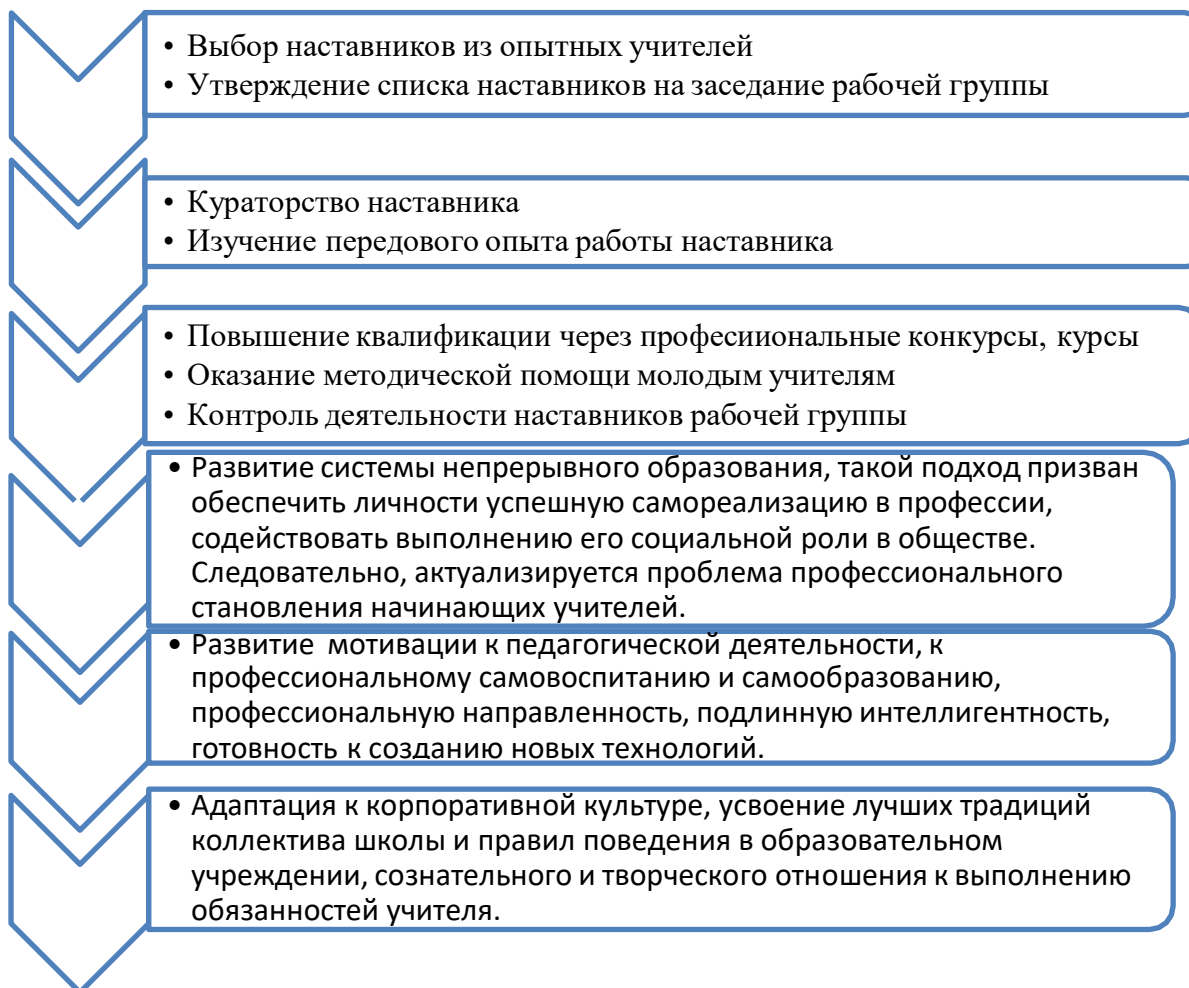 • Выбор наставников из опытных учителей
• Утверждение списка наставников на заседание рабочей группы
• Кураторство наставника
• Изучение передового опыта работы наставника
• Повышение квалификации через професииональные конкурсы, курсы
• Оказание методической помощи молодым учителям
• Контроль деятельности наставников рабочей группы
• Развитие системы непрерывного образования, такой подход призван
обеспечить личности успешную самореализацию в профессии,
содействовать выполнению его социальной роли в обществе.
Следовательно, актуализируется проблема профессионального
становления начинающих учителей.
• Развитие мотивации к педагогической деятельности, к
профессиональному самовоспитанию и самообразованию,
профессиональную направленность, подлинную интеллигентность,
готовность к созданию новых технологий.
• Адаптация к корпоративной культуре, усвоение лучших традиций
коллектива школы и правил поведения в образовательном
учреждении, сознательного и творческого отношения к выполнению
обязанностей учителя.